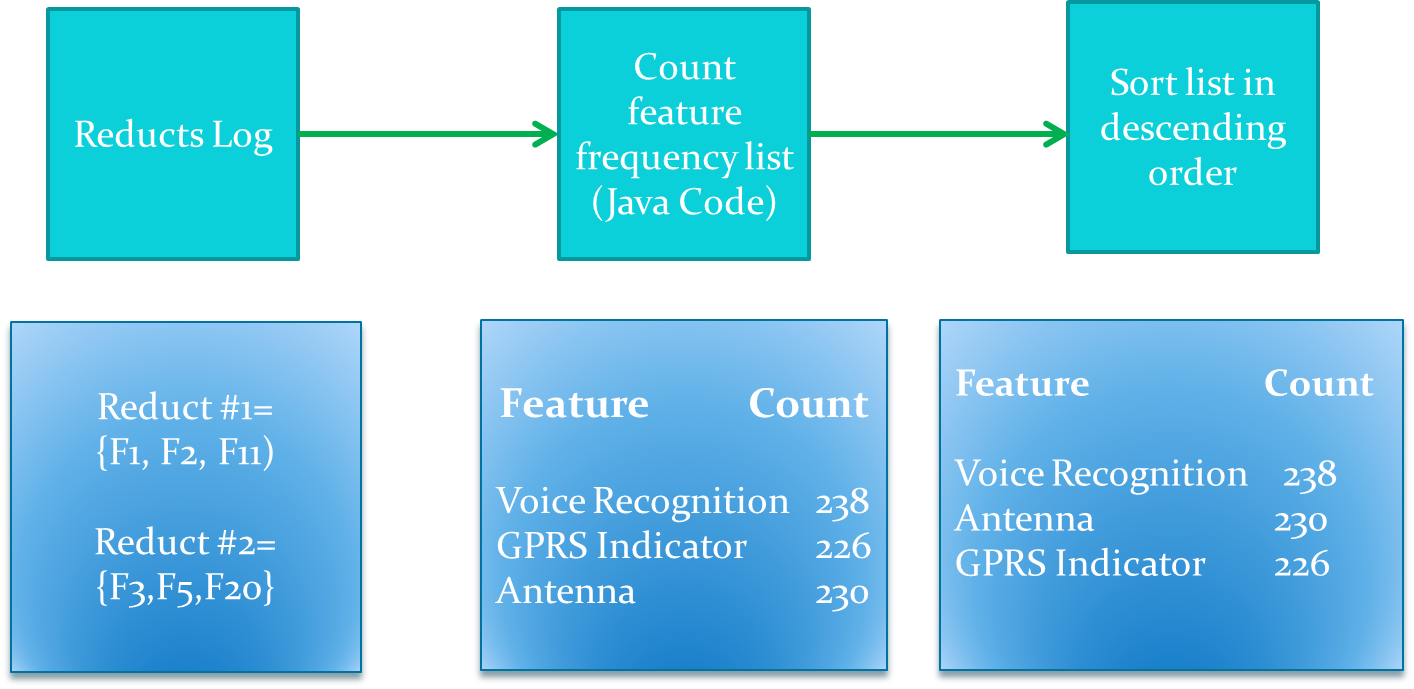 Reducts Log
Count
feature
frequency list
(Java Code)
Sort list in
descending
order
Reduct #1=
{F1, F2, F11)
Reduct #2=
{F3,F5,F20}
Feature Count
Voice Recognition 238
GPRS Indicator 226
Antenna 230
Feature Count
Voice Recognition 238
Antenna 230
GPRS Indicator 226